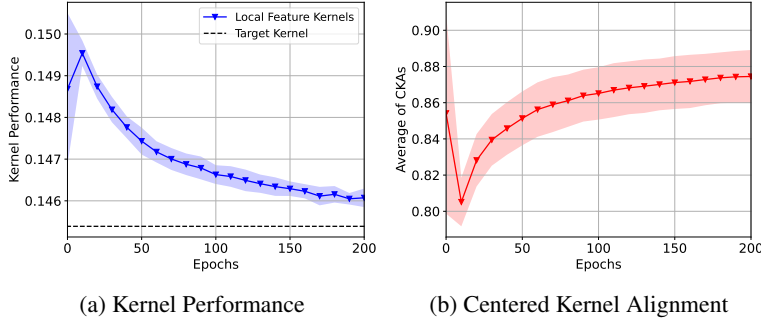 0.150
0.149
0.148
0.147
0.146
Kernel Performance
Local Feature Kernels
Target Kernel
0 50 100 150 200
Epochs
(a) Kernel Performance
0.90
0.88
0.86
0.84
0.82
0.80
Average of CKAs
0 50 100 150 200
Epochs
(b) Centered Kernel Alignment